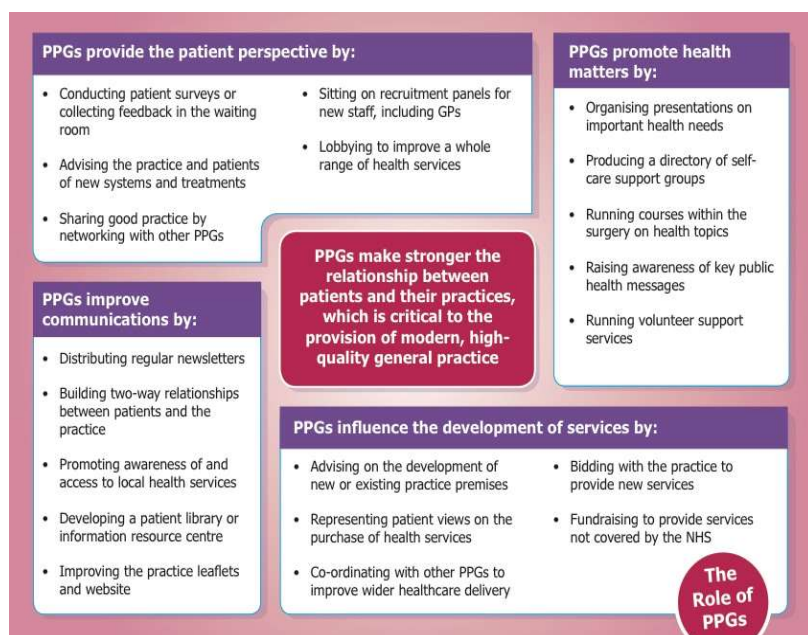 PPGs provide the patient perspective by:
• Conducting patient surveys or
collecting feedback in the waiting
room
• Advising the practice and patients
of new systems and treatments
• Sharing good practice by
networking with other PPGs
• Sitting on recruitment panels for
new staff, including GPs
• Lobbying to improve a whole
range of health services
PPGs promote health
matters by:
• Organising presentations on
important health needs
• Producing a directory of self-
care support groups
• Running courses within the
surgery on health topics
• Raising awareness of key public
health messages
• Running volunteer support
services
PPGs make stronger the
relationship between
patients and their practices,
which is critical to the
provision of modern, high-
quality general practice
PPGs improve
communications by:
• Distributing regular newsletters
• Building two-way relationships
between patients and the
practice
• Promoting awareness of and
access to local health services
• Developing a patient library or
information resource centre
• Improving the practice leaflets
and website
PPGs influence the development of services by:
• Advising on the development of
new or existing practice premises
• Representing patient views on the
purchase of health services
• Co-ordinating with other PPGs to
improve wider healthcare delivery
• Bidding with the practice to
provide new services
• Fundraising to provide services
not covered by the NHS
The
Role of
PPGs